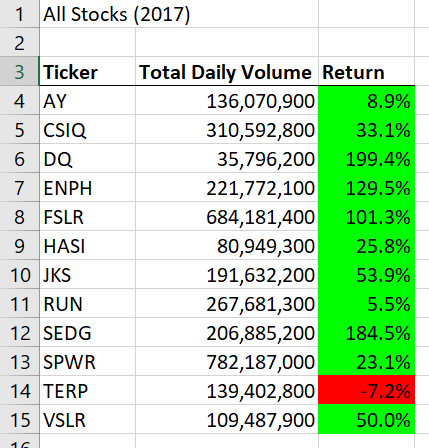 1 All Stocks (2017)
2
3 Ticker Total Daily Volume Return
4 AY 136,070,900 8.9%
5 CSIQ 310,592,800 33.1%
6 DQ 35,796,200 199.4%
7 ENPH 221,772,100 129.5%
8 FSLR 684,181,400 101.3%
9 HASI 80,949,300 25.8%
10 JKS 191,632,200 53.9%
11 RUN 267,681,300 5.5%
12 SEDG 206,885,200 184.5%
13 SPWR 782,187,000 23.1%
14 TERP 139,402,800 -7.2%
15 VSLR 109,487,900 50.0%